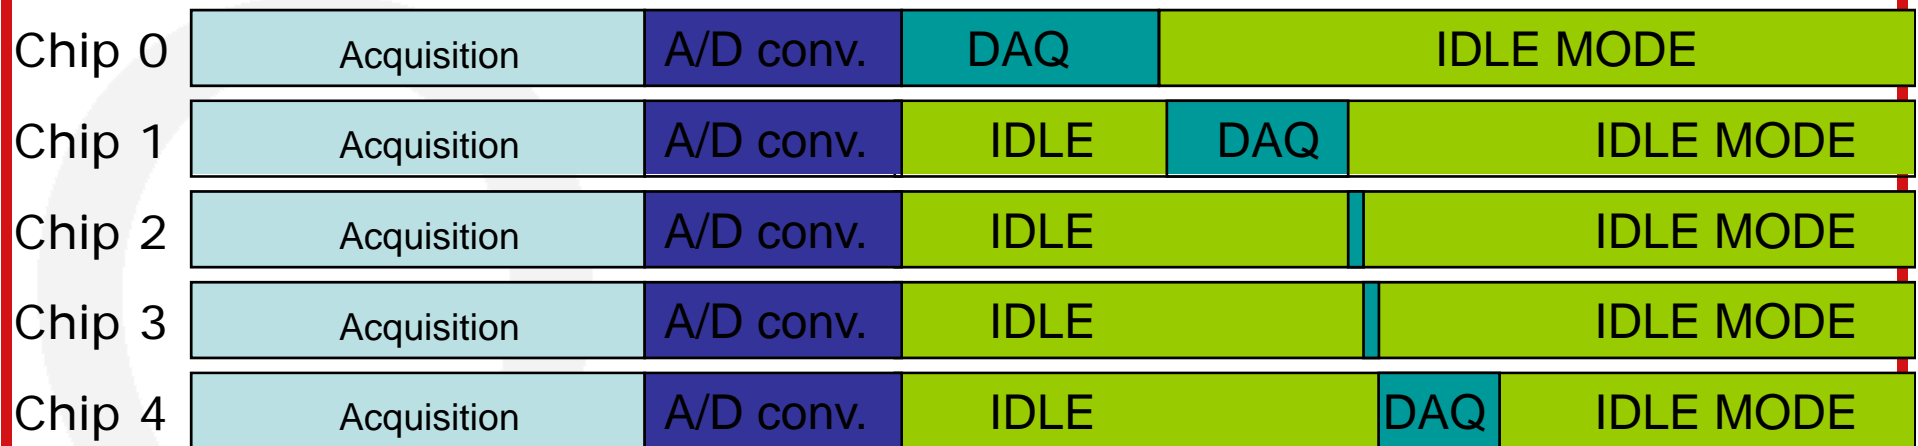 Chip 0 Acquisition A/D conv. DAQ IDLE MODE
Chip 1 Acquisition A/D conv. IDLE DAQ IDLE MODE
Chip 2 Acquisition A/D conv. IDLE IDLE MODE
Chip 3 Acquisition A/D conv. IDLE IDLE MODE
Chip 4 Acquisition A/D conv. IDLE DAQ IDLE MODE